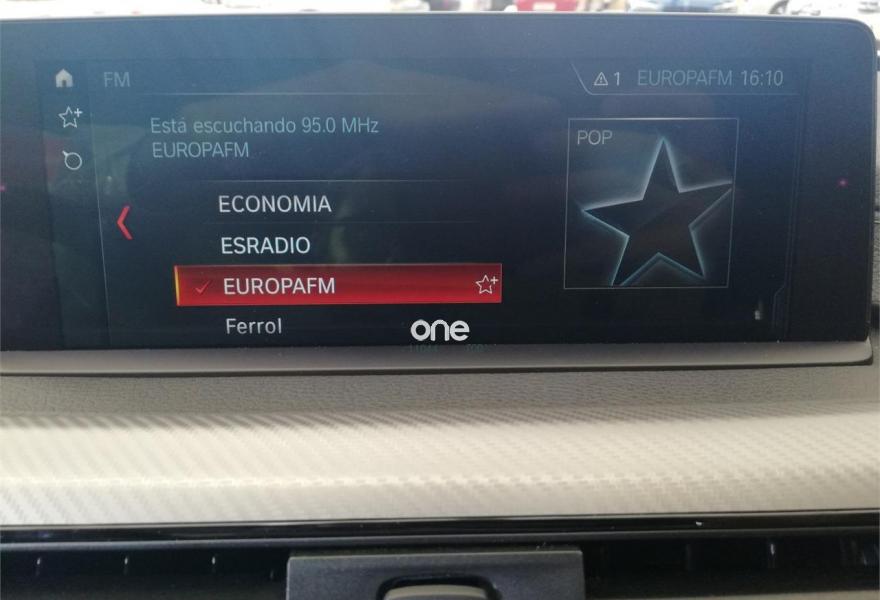 FM
1 EUROPAFM 16:10
Está escuchando 95.0 MHz
EUROPAFM
POP
ECONOMIA
ESRADIO
EUROPAFM
Ferrol
one